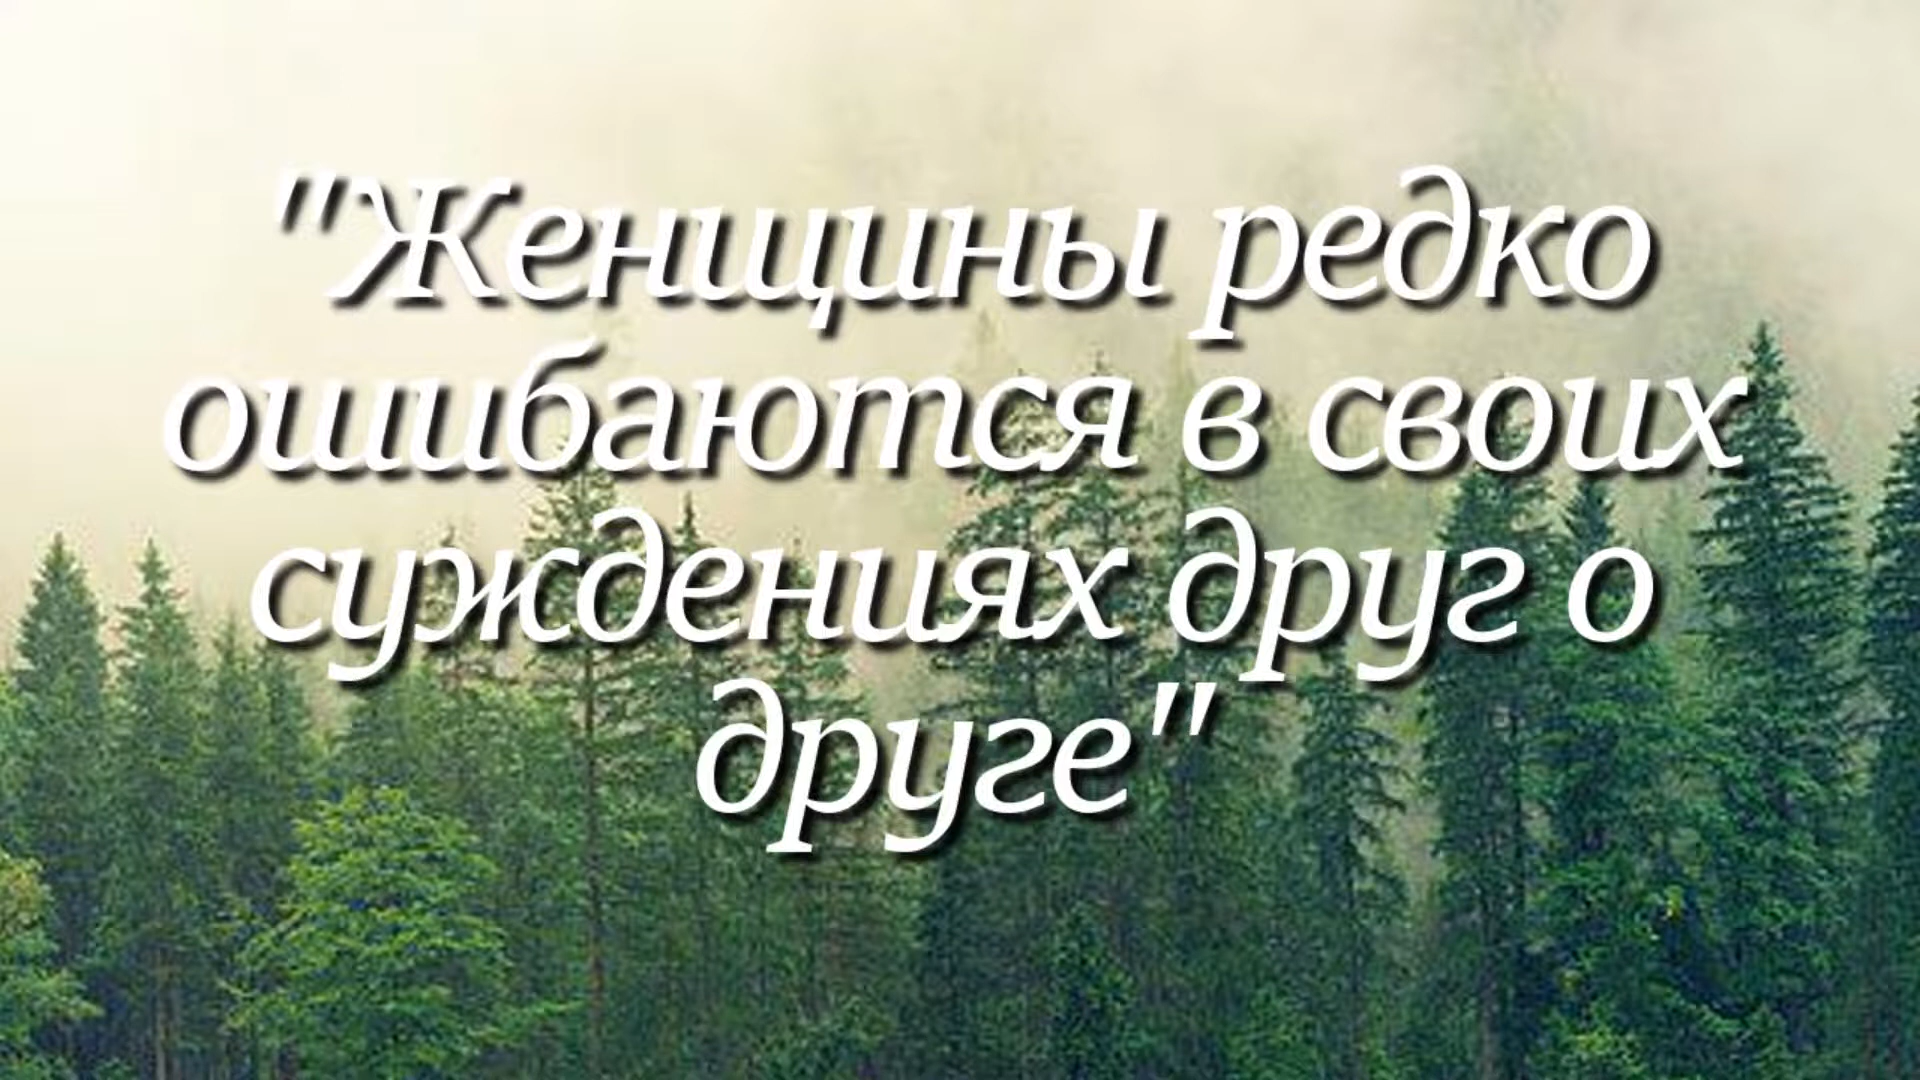 "Женщины редко
ошибаются в своих
суждениях друг о
друге"